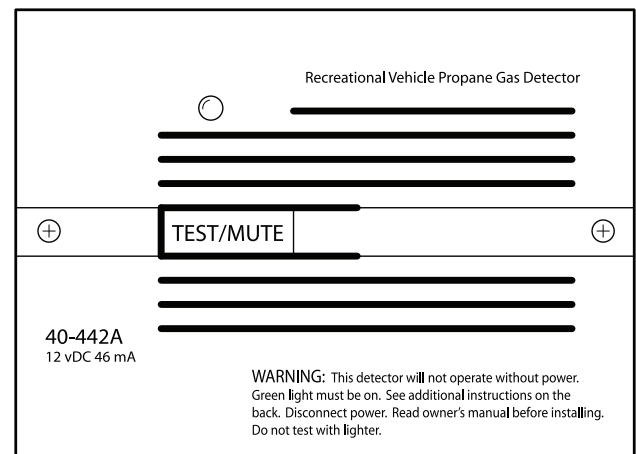 Recreational Vehicle Propane Gas Detector
TEST/MUTE
40-442A
12 vDC 46 mA
WARNING: This detector will not operate without power.
Green light must be on. See additional instructions on the
back. Disconnect power. Read owner's manual before installing.
Do not test with lighter.